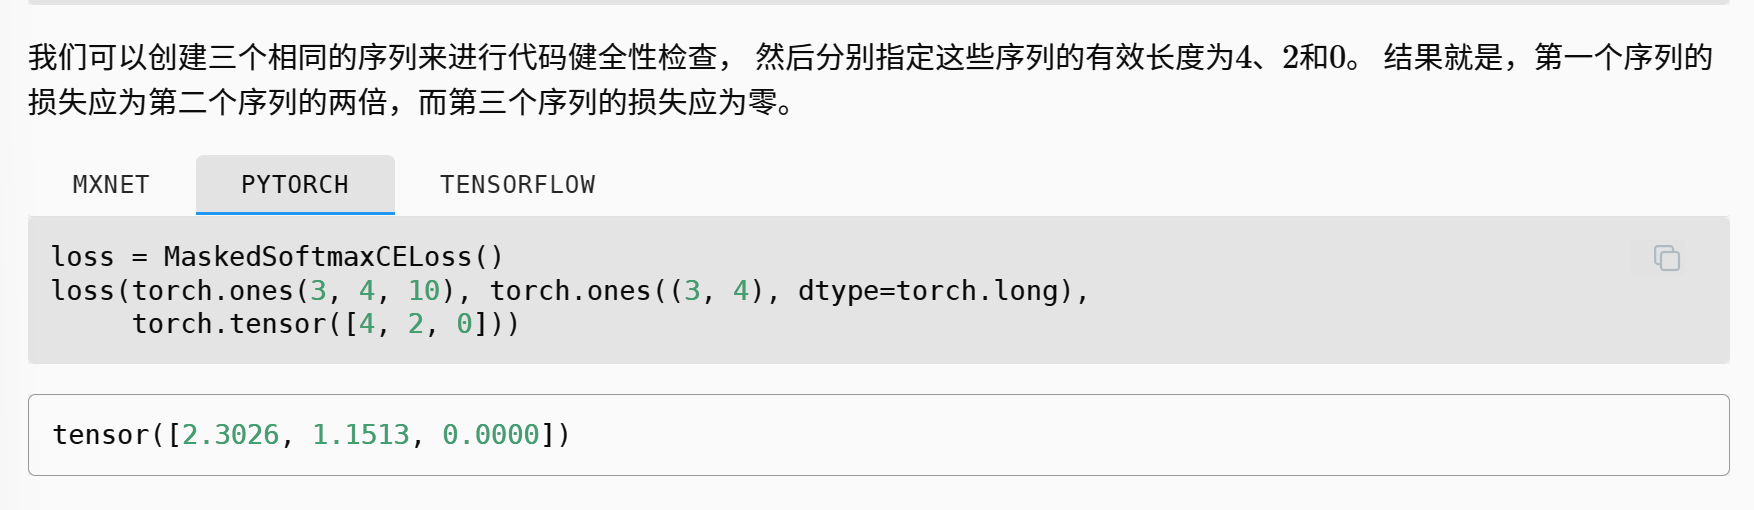 我们可以创建三个相同的序列来进行代码健全性检查， 然后分别指定这些序列的有效长度为4、2和0。 结果就是，第一个序列的
损失应为第二个序列的两倍，而第三个序列的损失应为零。
MXNET PYTORCH TENSORFLOW
loss = MaskedSoftmaxCELoss()
loss(torch.ones(3, 4, 10), torch.ones((3, 4), dtype=torch.long),
     torch.tensor([4, 2, 0]))
tensor([2.3026, 1.1513, 0.0000])